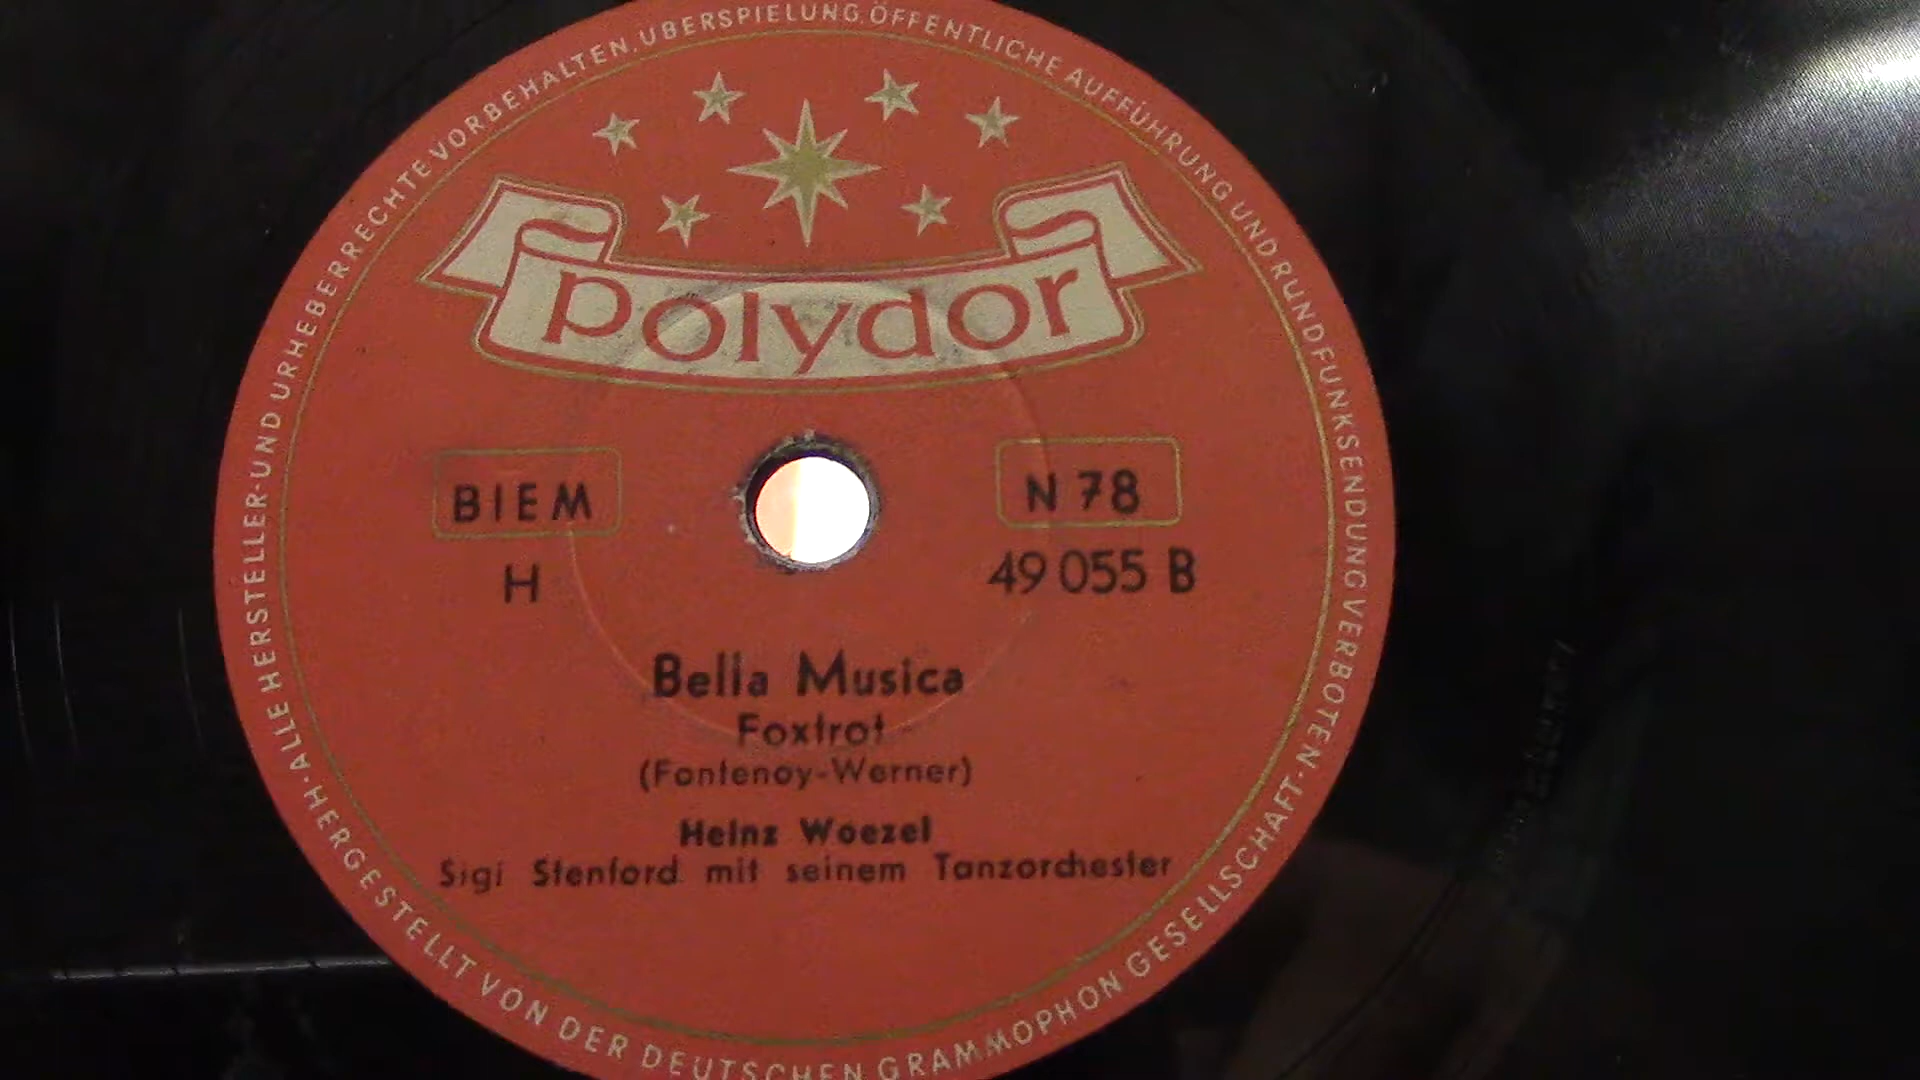 ALLE HERSTELLER- UND URHEBERRECHTE VORBEHALTEN. ÜBERSPIELUNG, ÖFFENTLICHE AUFFÜHRUNG UND RUNDFUNKSENDUNG VERBOTEN
polydor
BIEM
N 78
H
49 055 B
Bella Musica
Foxtrot
(Fontenoy-Werner)
Heinz Woezel
Sigi Stenford mit seinem Tanzorchester
· HERGESTELLT VON DER DEUTSCHEN GRAMMOPHON GESELLSCHAFT ·